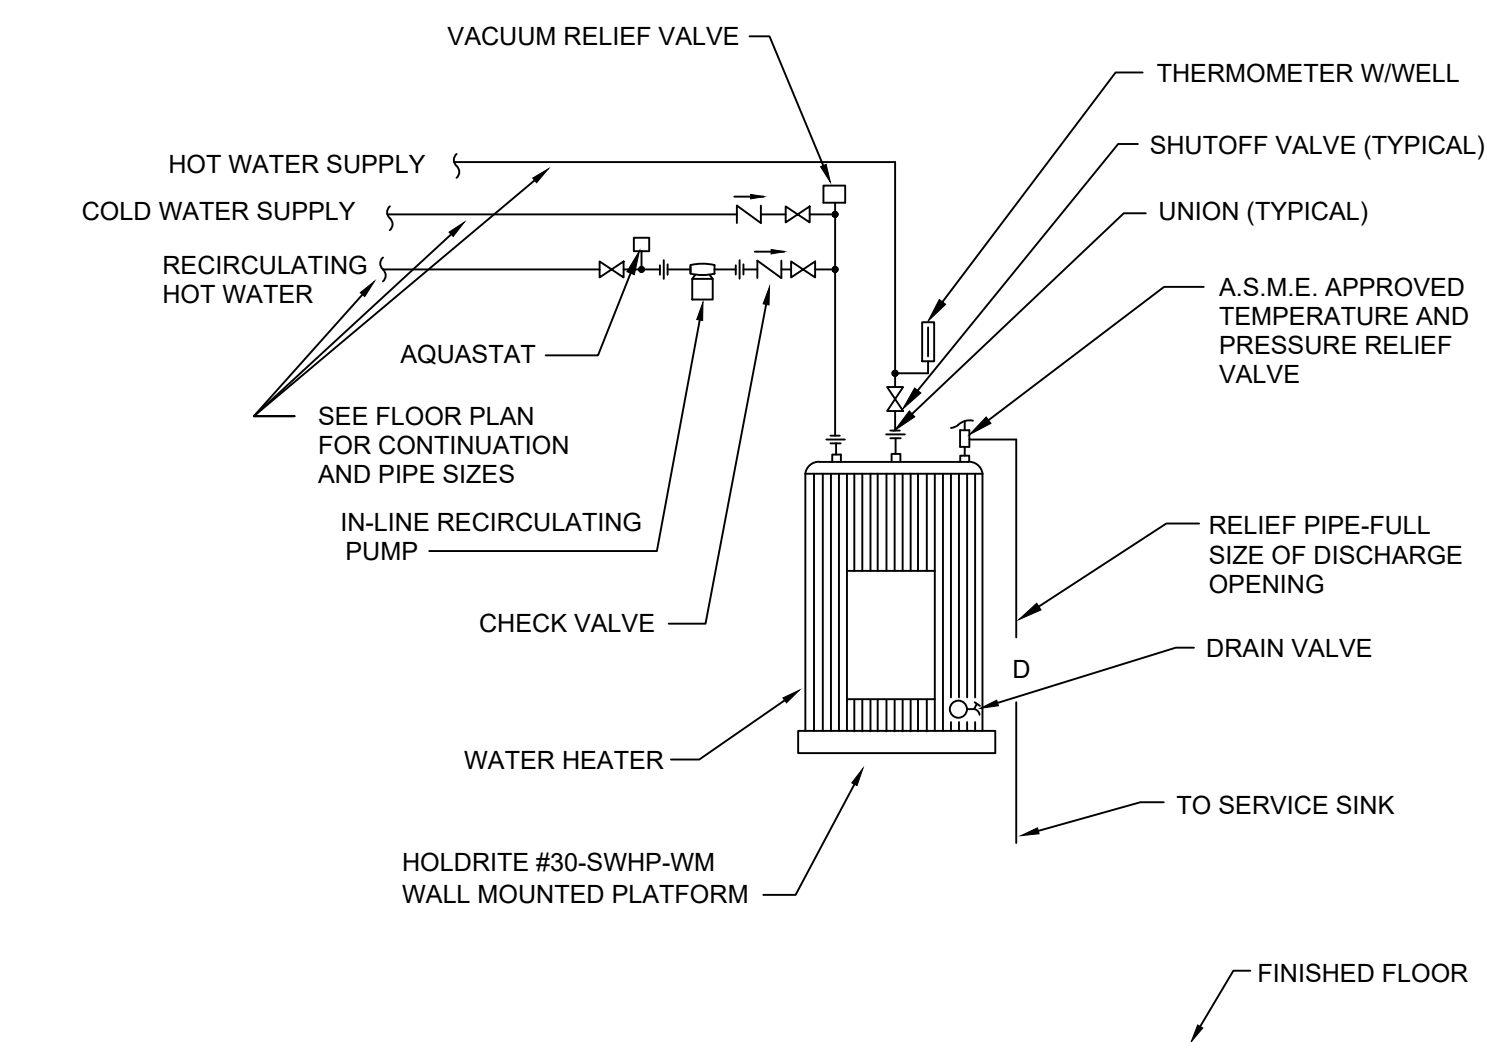 VACUUM RELIEF VALVE
THERMOMETER W/WELL
SHUTOFF VALVE (TYPICAL)
HOT WATER SUPPLY
COLD WATER SUPPLY
UNION (TYPICAL)
RECIRCULATING
HOT WATER
A.S.M.E. APPROVED
TEMPERATURE AND
PRESSURE RELIEF
VALVE
AQUASTAT
SEE FLOOR PLAN
FOR CONTINUATION
AND PIPE SIZES
IN-LINE RECIRCULATING
PUMP
RELIEF PIPE-FULL
SIZE OF DISCHARGE
OPENING
CHECK VALVE
DRAIN VALVE
D
WATER HEATER
TO SERVICE SINK
HOLDRITE #30-SWHP-WM
WALL MOUNTED PLATFORM
FINISHED FLOOR